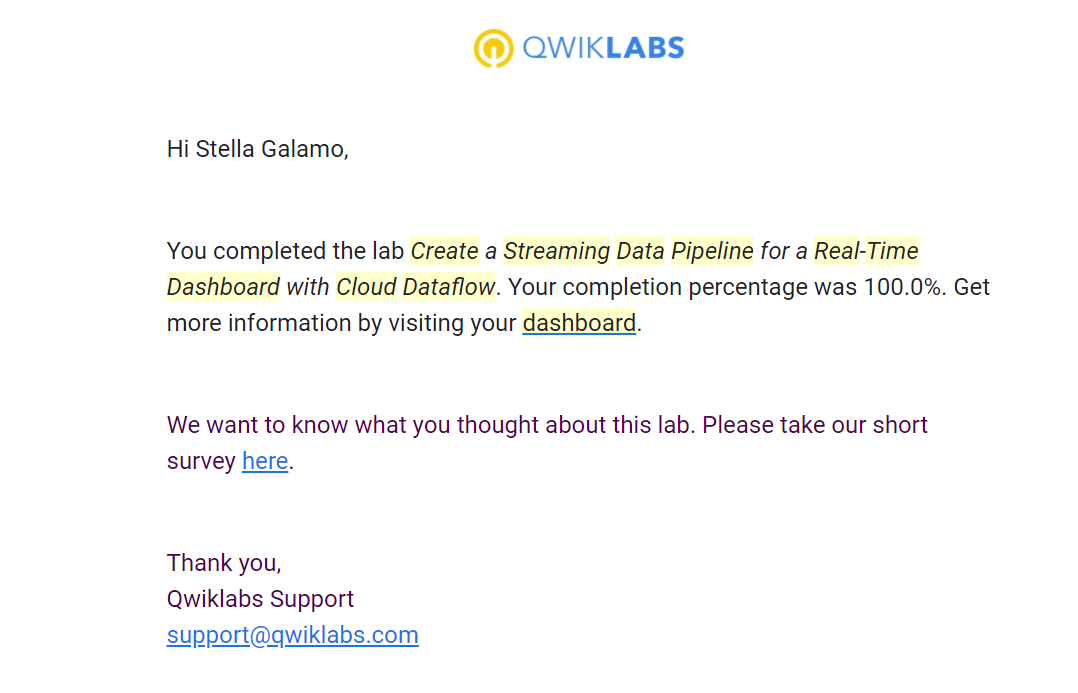 QWIKLABS
Hi Stella Galamo,
You completed the lab Create a Streaming Data Pipeline for a Real-Time
Dashboard with Cloud Dataflow. Your completion percentage was 100.0%. Get
more information by visiting your dashboard.
We want to know what you thought about this lab. Please take our short
survey here.
Thank you,
Qwiklabs Support
support@qwiklabs.com